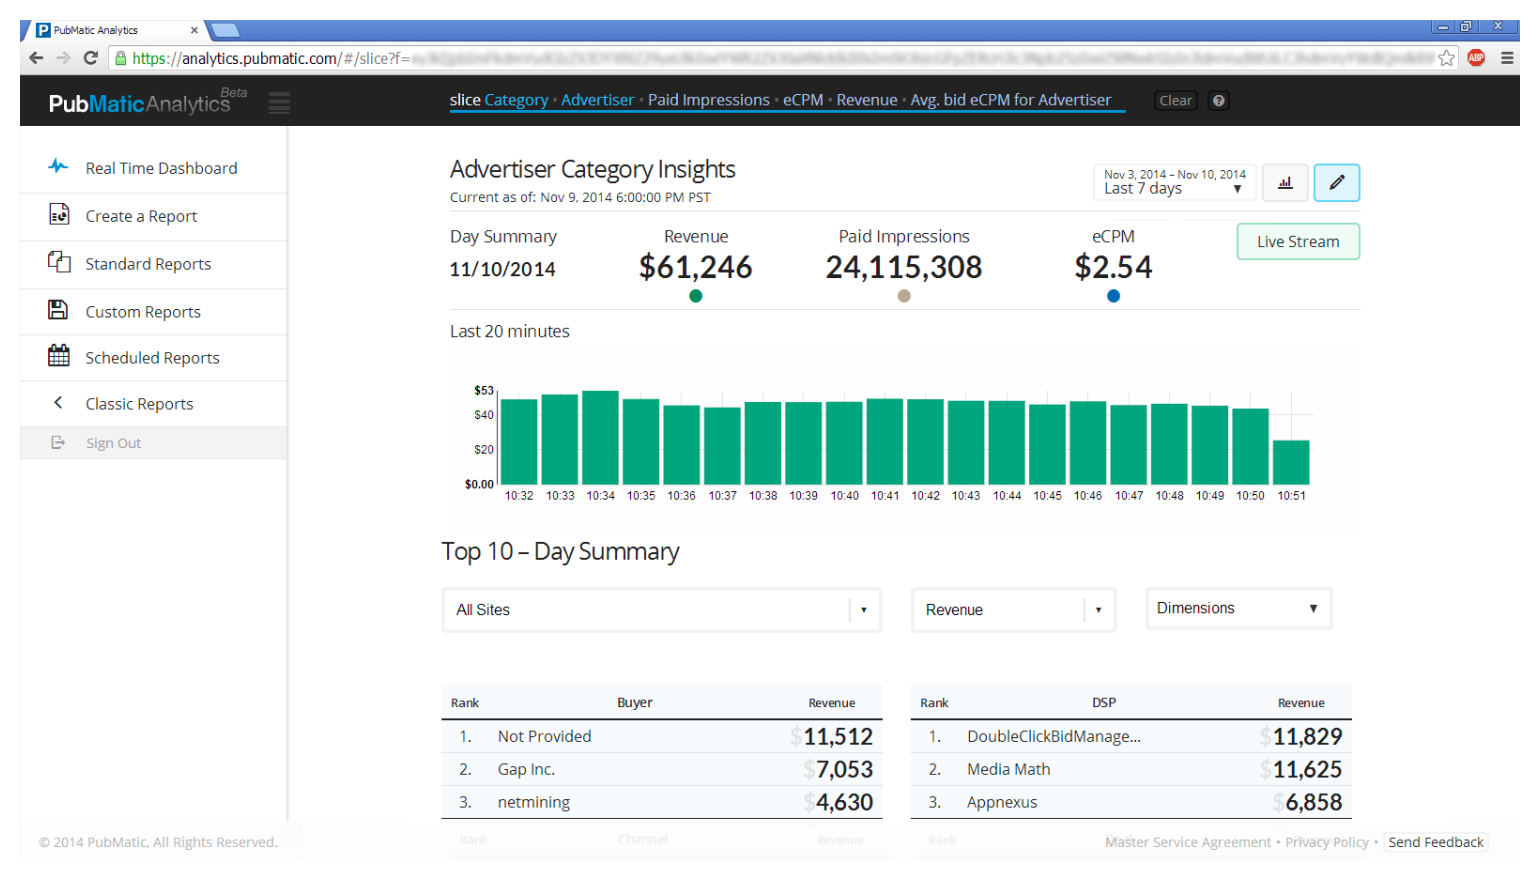 PubMatic Analytics
https://analytics.pubmatic.com/#/slice?f=
ABP
PubMaticAnalytics Beta
slice Category · Advertiser · Paid Impressions · eCPM · Revenue · Avg. bid eCPM for Advertiser
Clear
Real Time Dashboard
Create a Report
Standard Reports
Custom Reports
Scheduled Reports
Classic Reports
Sign Out
Advertiser Category Insights
Current as of: Nov 9, 2014 6:00:00 PM PST
Nov 3, 2014 – Nov 10, 2014
Last 7 days
Day Summary Revenue Paid Impressions eCPM
11/10/2014 $61,246 24,115,308 $2.54
Live Stream
Last 20 minutes
$53
$40
$20
$0.00
10:32 10:33 10:34 10:35 10:36 10:37 10:38 10:39 10:40 10:41 10:42 10:43 10:44 10:45 10:46 10:47 10:48 10:49 10:50 10:51
Top 10 – Day Summary
All Sites
Revenue
Dimensions
Rank Buyer Revenue
1. Not Provided $11,512
2. Gap Inc. $7,053
3. netmining $4,630
Rank Channel Revenue
Rank DSP Revenue
1. DoubleClickBidManage... $11,829
2. Media Math $11,625
3. Appnexus $6,858
Rank
© 2014 PubMatic, All Rights Reserved.
Master Service Agreement • Privacy Policy •
Send Feedback